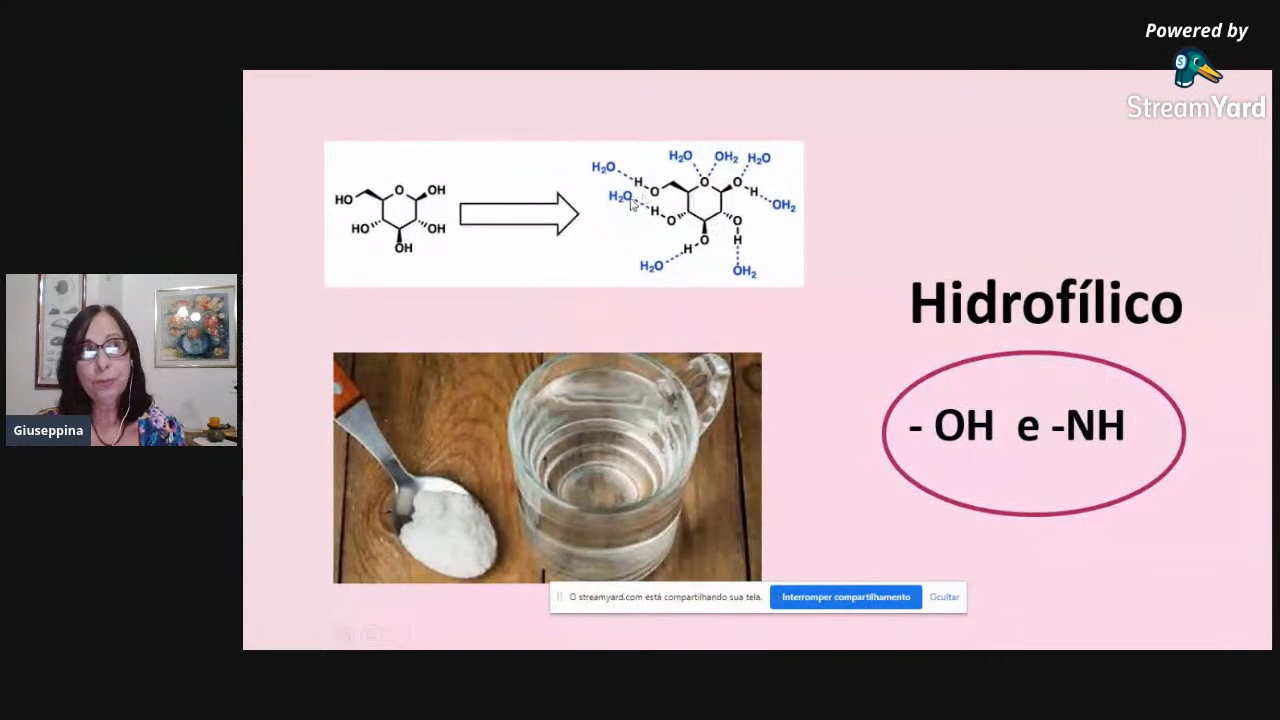 Powered by
StreamYard
HO
O
OH
HO
OH
OH
H₂O
H₂O
OH₂
H₂O
H
O
O
O
H
OH₂
H₂O
H
O
O
H
O
H
H₂O
OH₂
Hidrofílico
- OH e -NH
Giuseppina
O streamyard.com está compartilhando sua tela.
Interromper compartilhamento
Ocultar